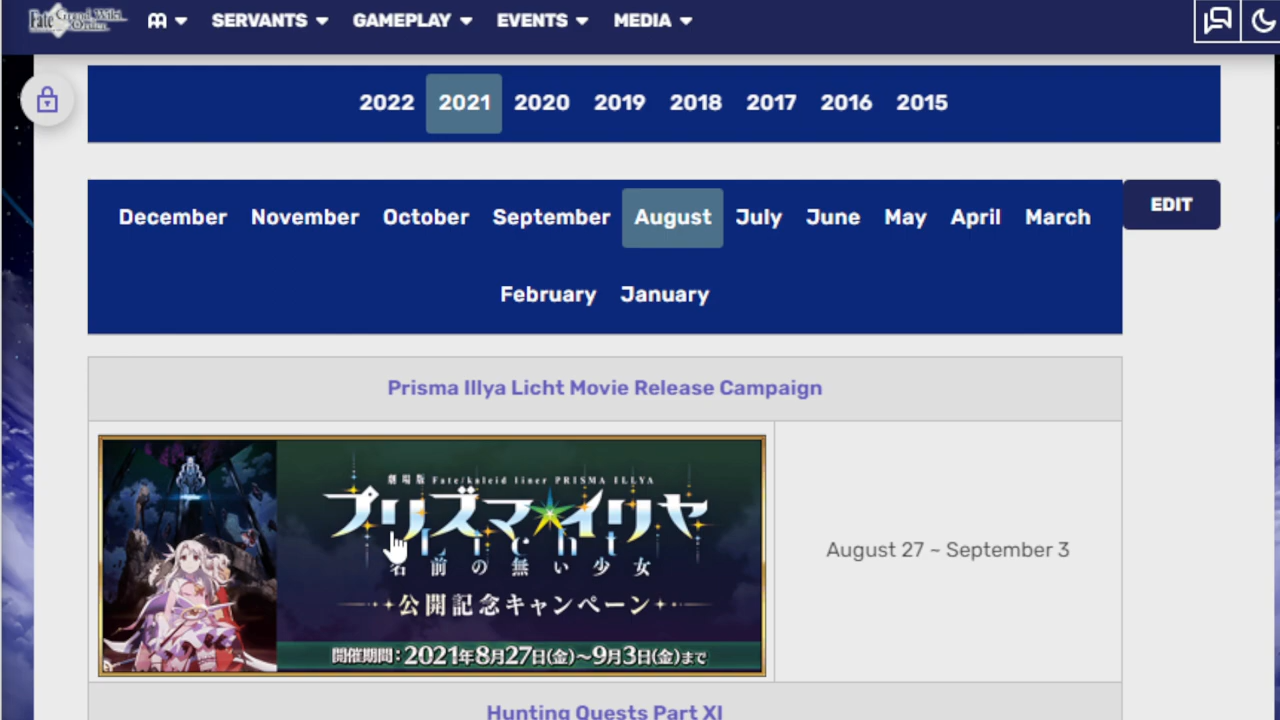 Fate Grand Order Wiki
SERVANTS GAMEPLAY EVENTS MEDIA
2022 2021 2020 2019 2018 2017 2016 2015
December November October September August July June May April March
February January
EDIT
Prisma Illya Licht Movie Release Campaign
劇場版 Fate/kaleid liner PRISMA ILLYA
プリズマ☆イリヤ
Licht
名前の無い少女
公開記念キャンペーン
開催期間：2021年8月27日(金)～9月3日(金)まで
August 27 ~ September 3
Hunting Quests Part XI